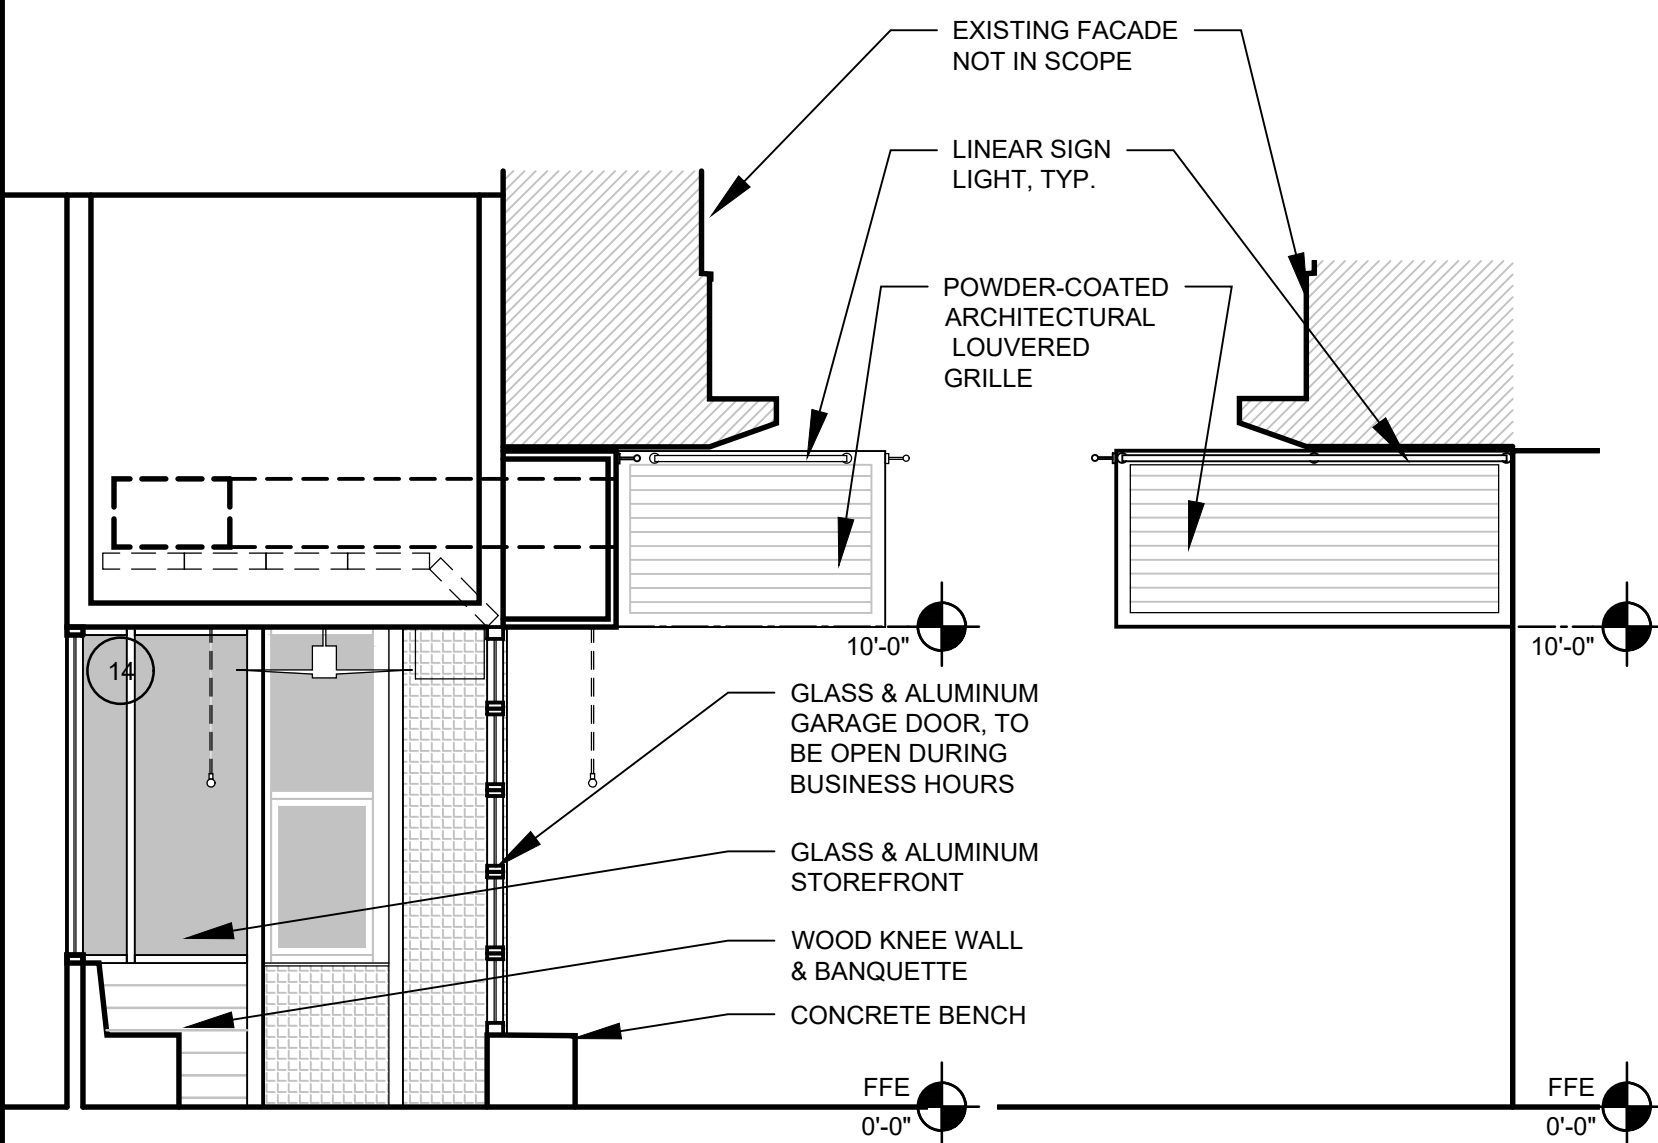 EXISTING FACADE
NOT IN SCOPE
LINEAR SIGN
LIGHT, TYP.
POWDER-COATED
ARCHITECTURAL
LOUVERED
GRILLE
10'-0"
10'-0"
14
GLASS & ALUMINUM
GARAGE DOOR, TO
BE OPEN DURING
BUSINESS HOURS
GLASS & ALUMINUM
STOREFRONT
WOOD KNEE WALL
& BANQUETTE
CONCRETE BENCH
FFE
0'-0"
FFE
0'-0"